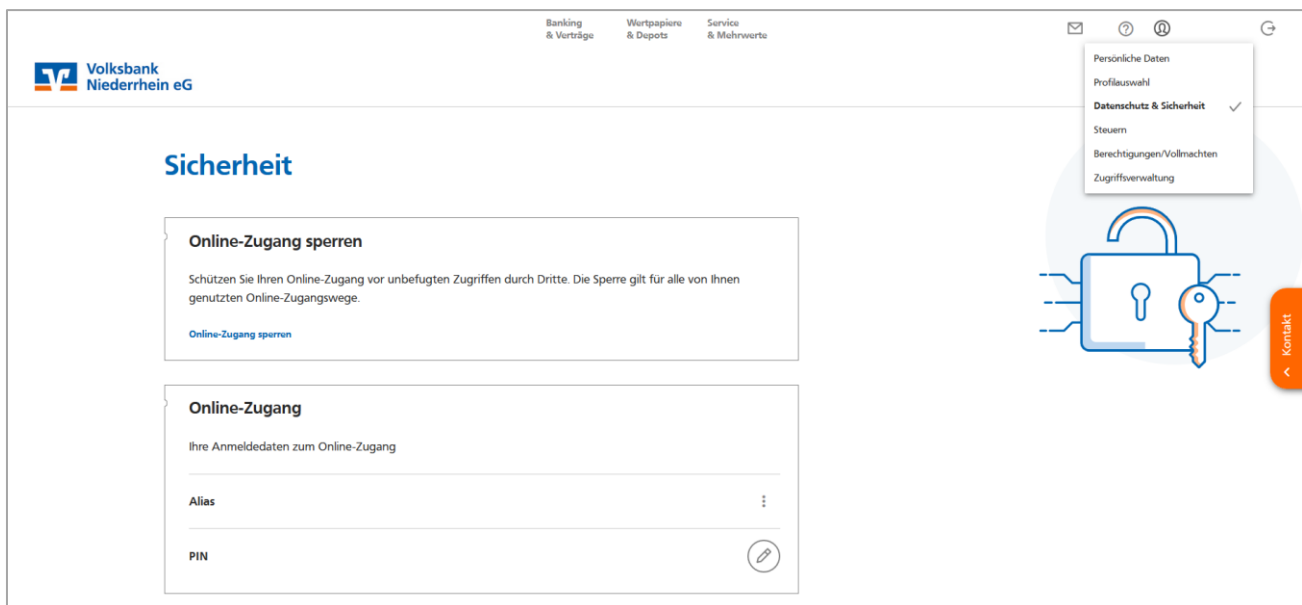 Banking
& Verträge
Wertpapiere
& Depots
Service
& Mehrwerte
Volksbank
Niederrhein eG
Persönliche Daten
Profilauswahl
Datenschutz & Sicherheit
Steuern
Berechtigungen/Vollmachten
Zugriffsverwaltung
Sicherheit
Online-Zugang sperren
Schützen Sie Ihren Online-Zugang vor unbefugten Zugriffen durch Dritte. Die Sperre gilt für alle von Ihnen
genutzten Online-Zugangswege.
Online-Zugang sperren
Kontakt
Online-Zugang
Ihre Anmeldedaten zum Online-Zugang
Alias
PIN